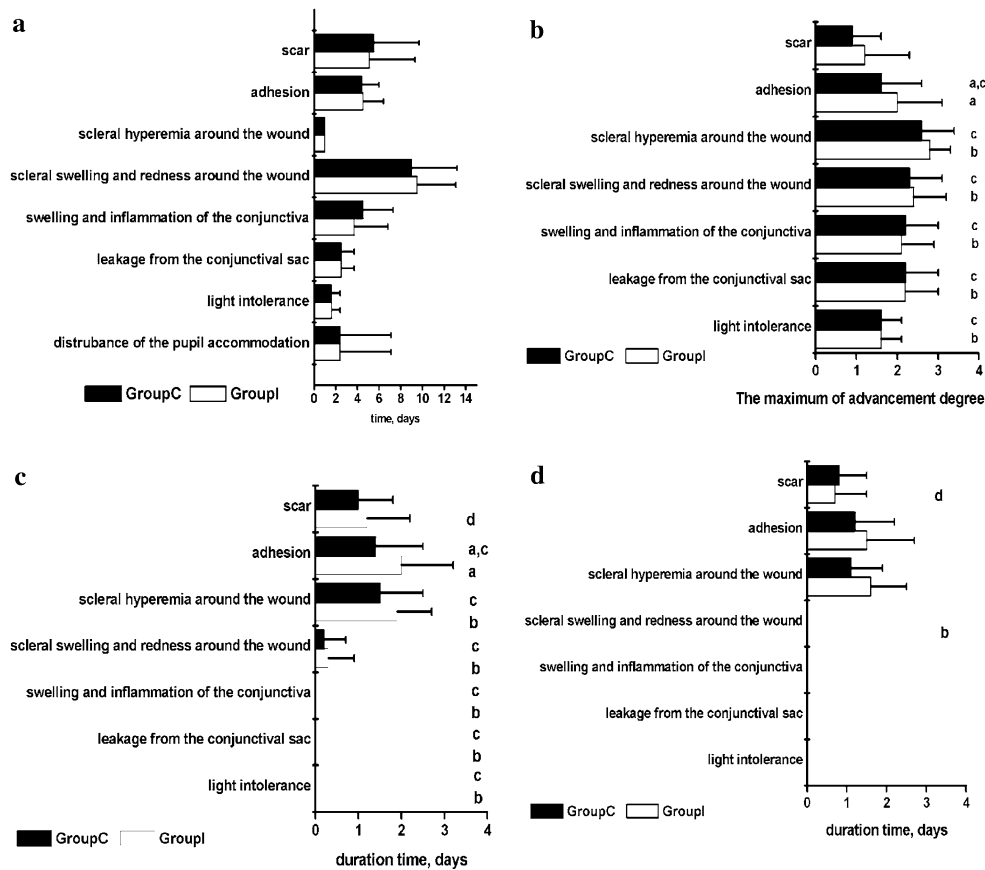 a
scar
adhesion
scleral hyperemia around the wound
scleral swelling and redness around the wound
swelling and inflammation of the conjunctiva
leakage from the conjunctival sac
light intolerance
distrubance of the pupil accommodation
0 2 4 6 8 10 12 14
GroupC GroupI
time, days
b
scar
adhesion
scleral hyperemia around the wound
scleral swelling and redness around the wound
swelling and inflammation of the conjunctiva
leakage from the conjunctival sac
light intolerance
a,c
a
c
b
c
b
c
b
c
b
c
b
0 1 2 3 4
GroupC GroupI
The maximum of advancement degree
c
scar
adhesion
scleral hyperemia around the wound
scleral swelling and redness around the wound
swelling and inflammation of the conjunctiva
leakage from the conjunctival sac
light intolerance
d
a,c
a
c
b
c
b
c
b
c
b
c
b
0 1 2 3 4
GroupC GroupI
duration time, days
d
scar
adhesion
scleral hyperemia around the wound
scleral swelling and redness around the wound
swelling and inflammation of the conjunctiva
leakage from the conjunctival sac
light intolerance
d
b
0 1 2 3 4
GroupC GroupI
duration time, days